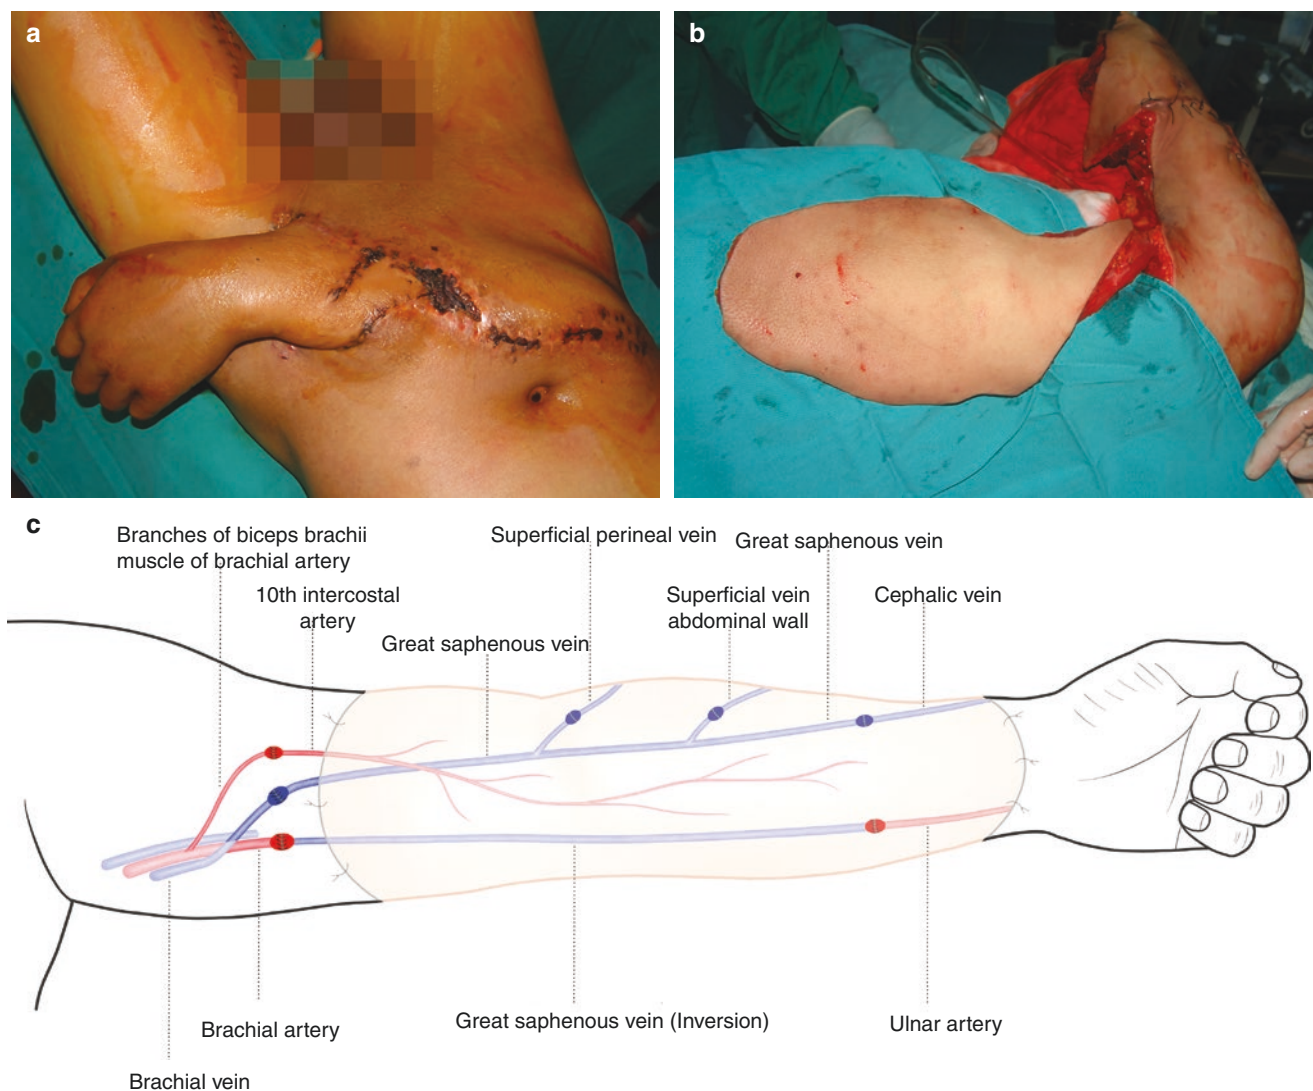 a
b
c
Branches of biceps brachii
muscle of brachial artery
Superficial perineal vein
Great saphenous vein
10th intercostal
artery
Superficial vein
abdominal wall
Cephalic vein
Great saphenous vein
Brachial artery
Great saphenous vein (Inversion)
Ulnar artery
Brachial vein